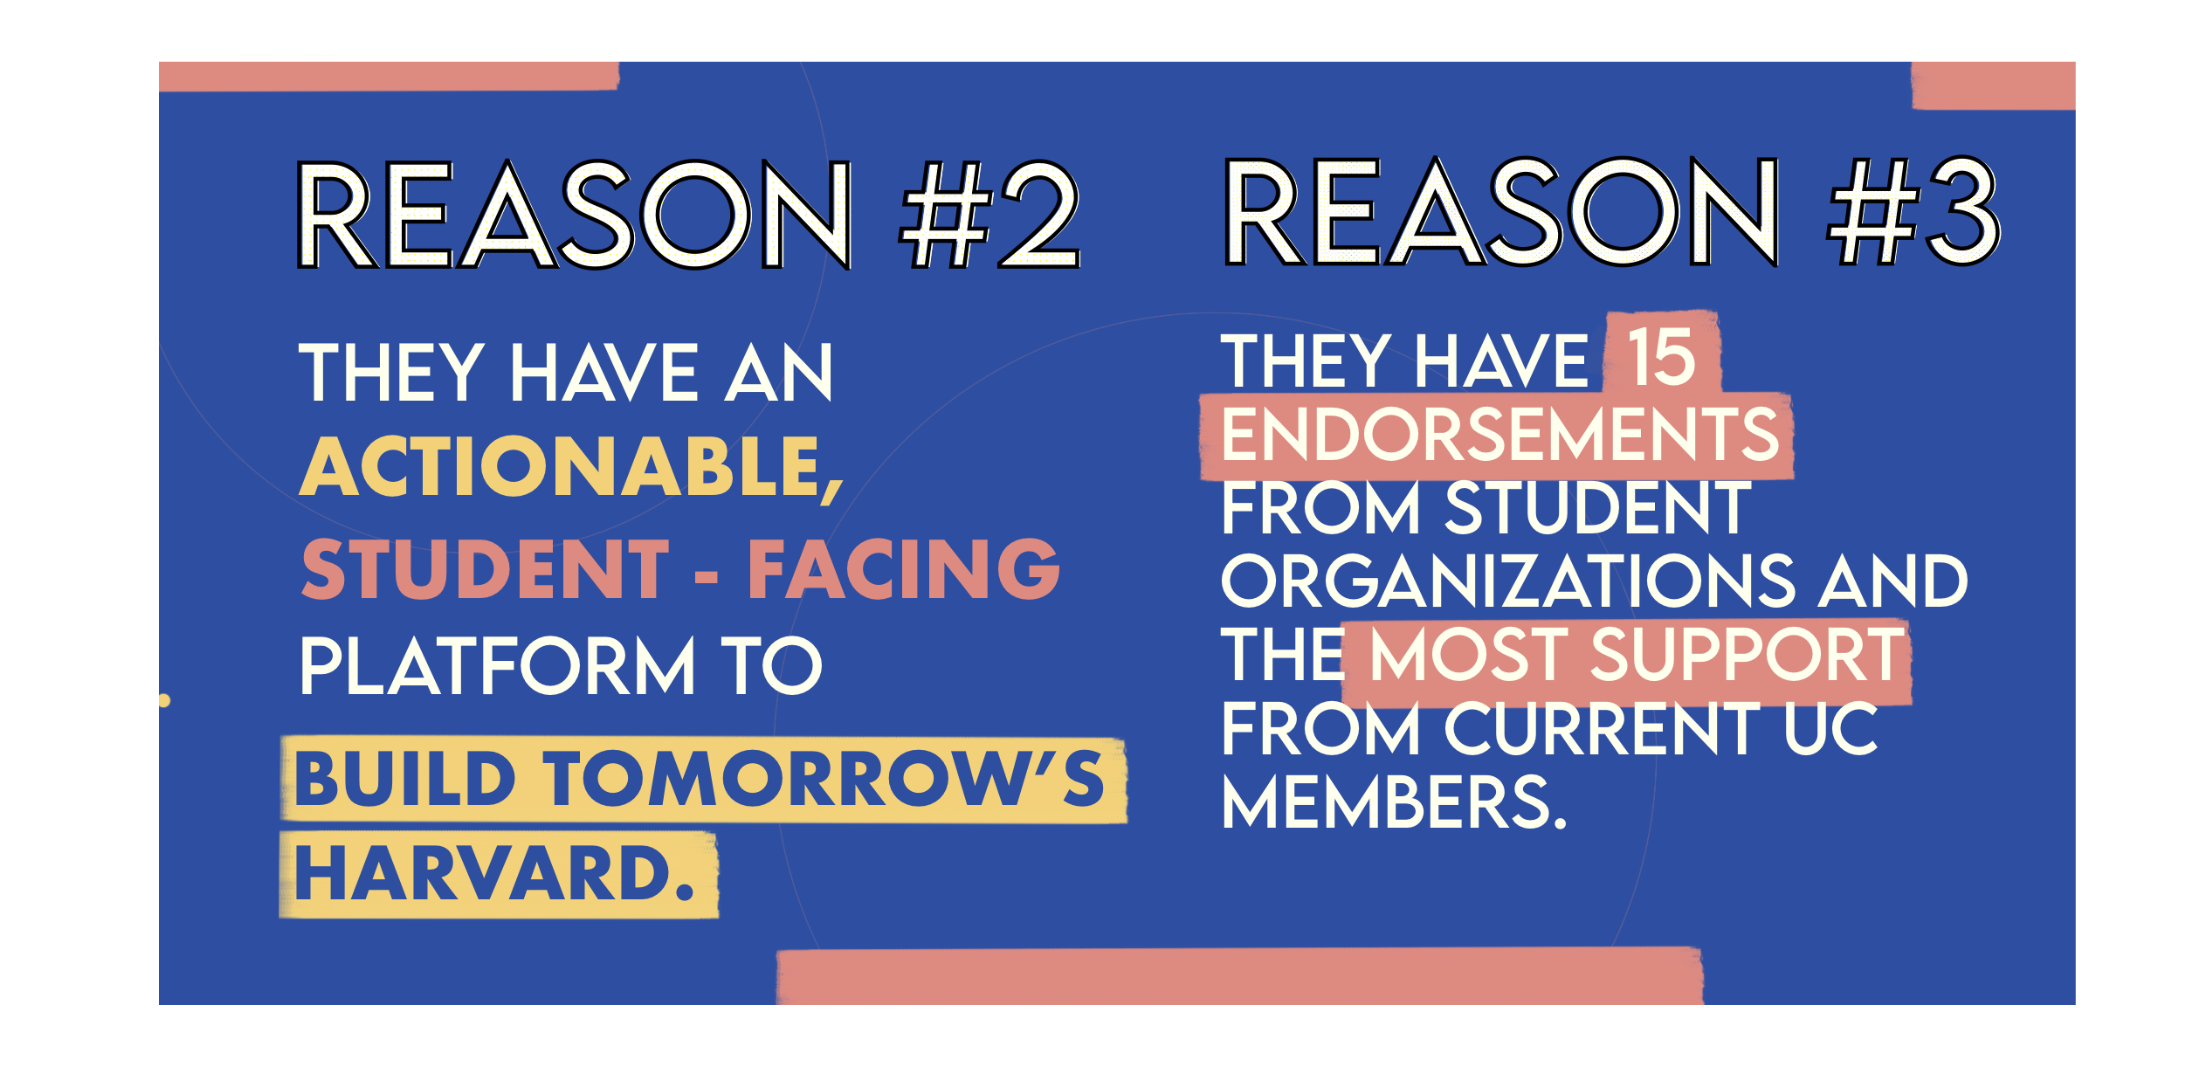 REASON #2
THEY HAVE AN
ACTIONABLE,
STUDENT - FACING
PLATFORM TO
BUILD TOMORROW'S
HARVARD.
REASON #3
THEY HAVE 15
ENDORSEMENTS
FROM STUDENT
ORGANIZATIONS AND
THE MOST SUPPORT
FROM CURRENT UC
MEMBERS.